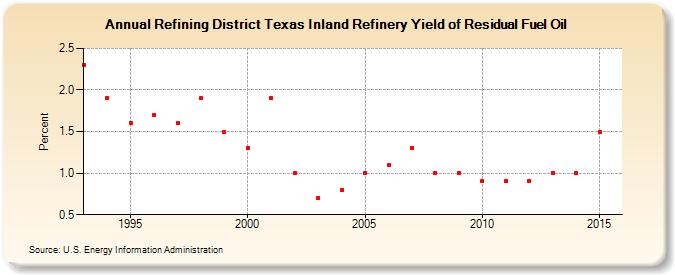 Annual Refining District Texas Inland Refinery Yield of Residual Fuel Oil
Percent
2.5
2.0
1.5
1.0
0.5
1995 2000 2005 2010 2015
Source: U.S. Energy Information Administration